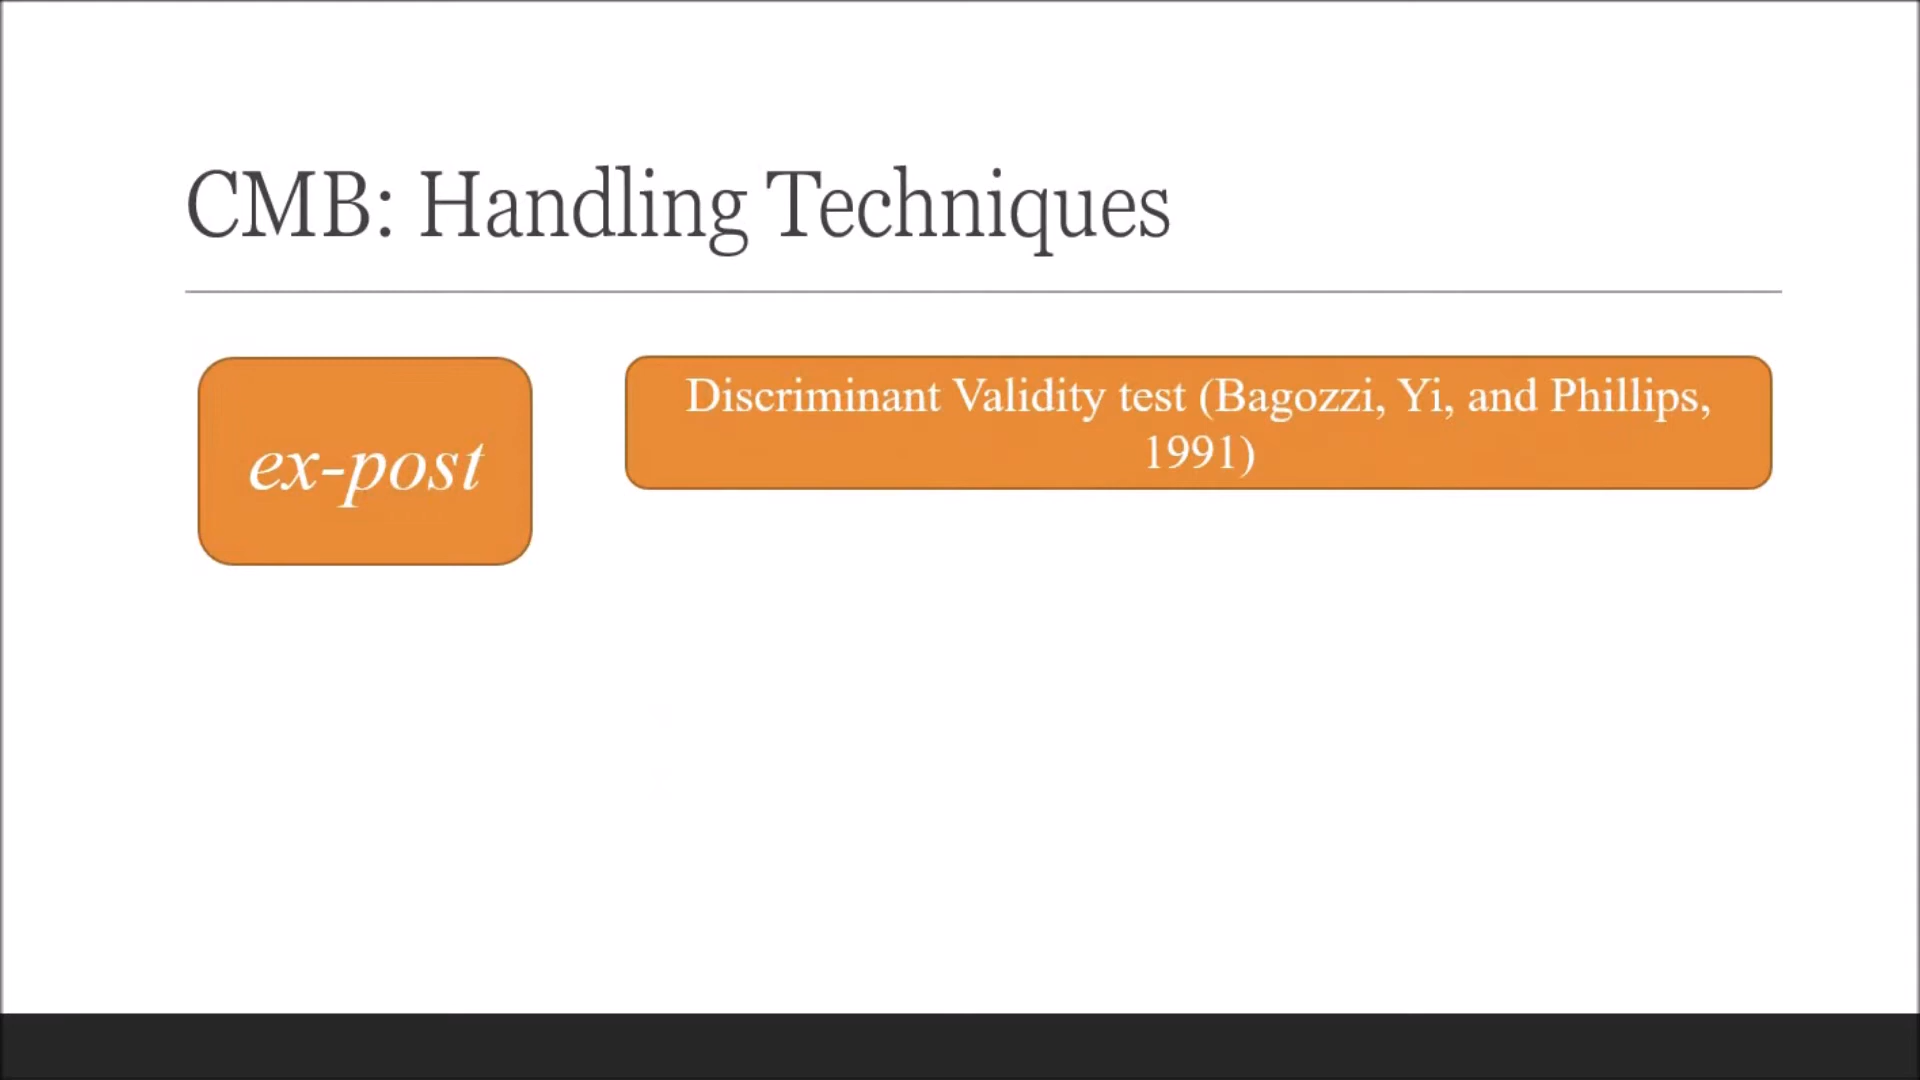 CMB: Handling Techniques
ex-post
Discriminant Validity test (Bagozzi, Yi, and Phillips,
1991)